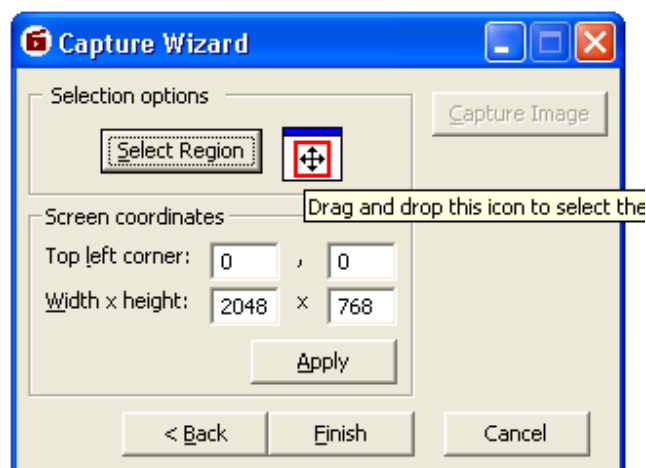 Capture Wizard
Selection options
Capture Image
Select Region
Drag and drop this icon to select the
Screen coordinates
Top left corner: 0 , 0
Width x height: 2048 x 768
Apply
< Back Finish Cancel